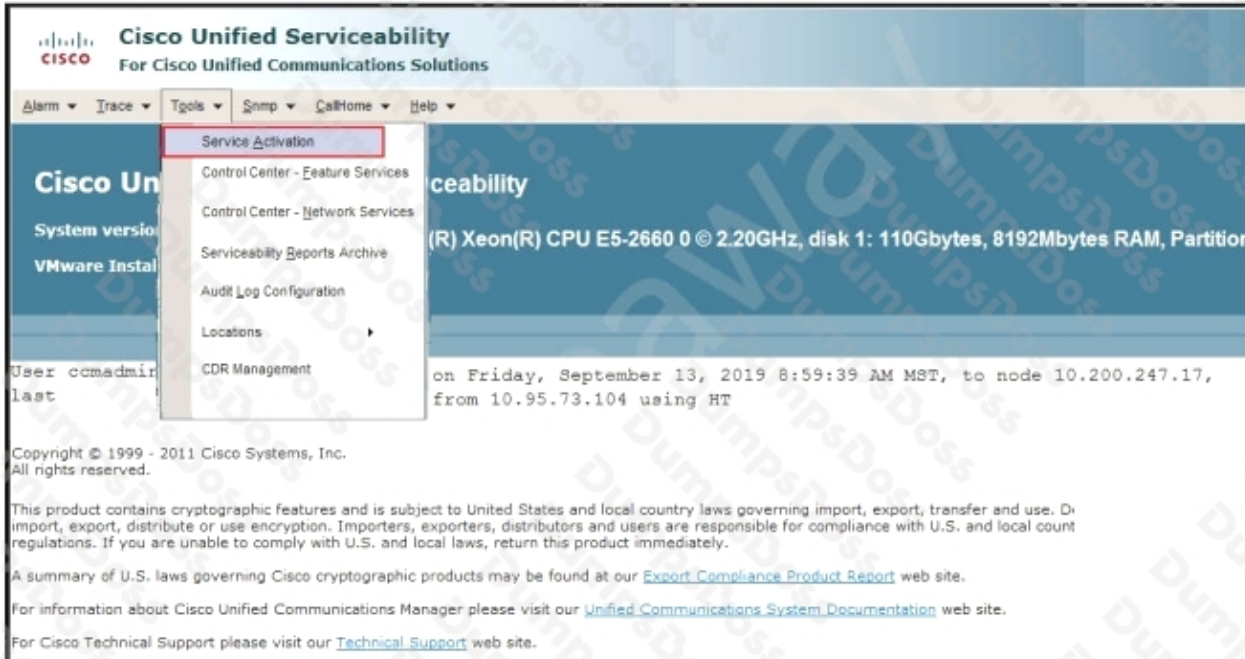 Cisco Unified Serviceability
CISCO
For Cisco Unified Communications Solutions
Alarm Trace Tools Snmp CallHome Help
Service Activation
Control Center - Feature Services
Control Center - Network Services
Serviceability Reports Archive
Audit Log Configuration
Locations
CDR Management
Cisco Un ceability
System versio (R) Xeon(R) CPU E5-2660 0 @ 2.20GHz, disk 1: 110Gbytes, 8192Mbytes RAM, Partition
VMware Instal
User ccmadmin on Friday, September 13, 2019 8:59:39 AM MST, to node 10.200.247.17,
last from 10.95.73.104 using HT
Copyright © 1999 - 2011 Cisco Systems, Inc.
All rights reserved.
This product contains cryptographic features and is subject to United States and local country laws governing import, export, transfer and use. De
import, export, distribute or use encryption. Importers, exporters, distributors and users are responsible for compliance with U.S. and local count
regulations. If you are unable to comply with U.S. and local laws, return this product immediately.
A summary of U.S. laws governing Cisco cryptographic products may be found at our Export Compliance Product Report web site.
For information about Cisco Unified Communications Manager please visit our Unified Communications System Documentation web site.
For Cisco Technical Support please visit our Technical Support web site.
DumpsDoss